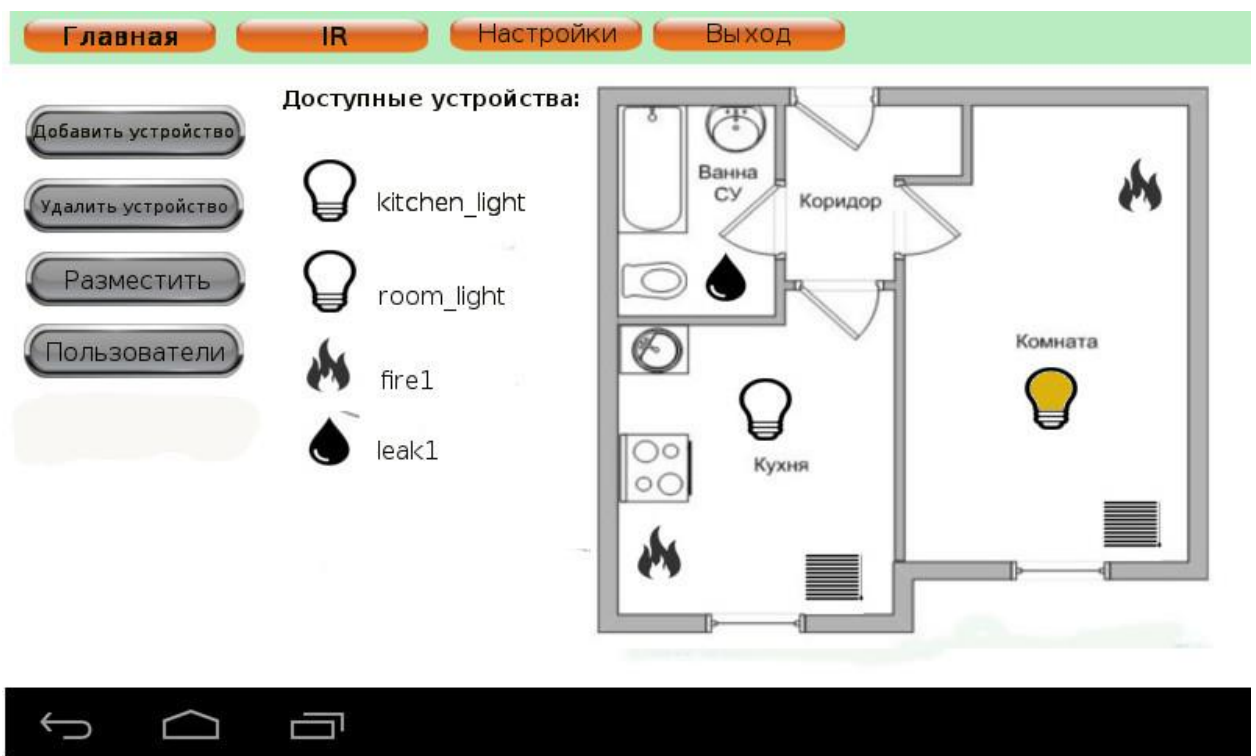 Главная
IR
Настройки
Выход
Добавить устройство
Удалить устройство
Разместить
Пользователи
Доступные устройства:
kitchen_light
room_light
fire1
leak1
Ванна
СУ
Коридор
Комната
Кухня